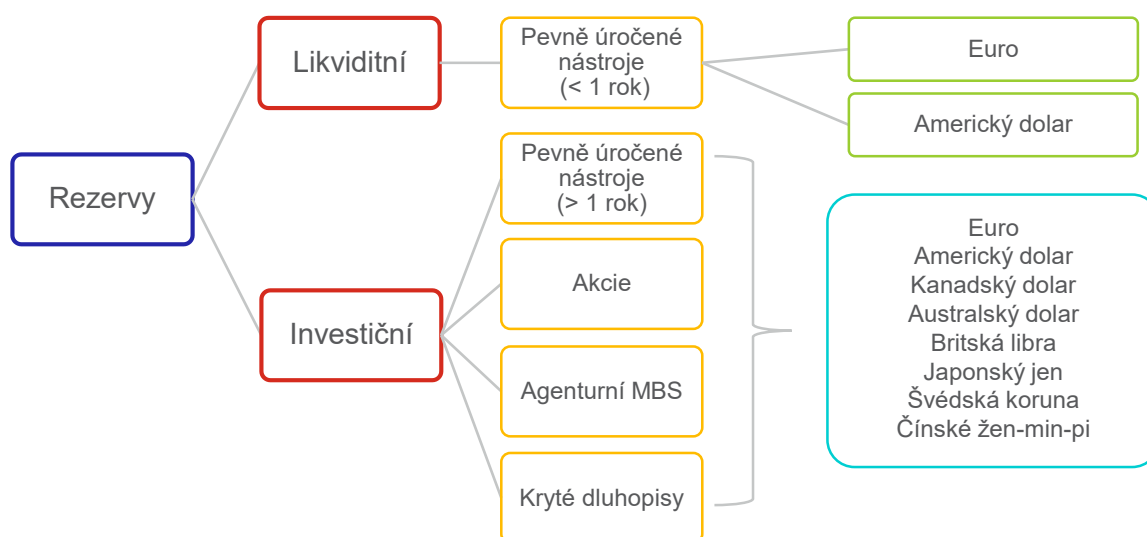 Rezervy
Likviditní
Pevně úročené
nástroje
(< 1 rok)
Euro
Americký dolar
Investiční
Pevně úročené
nástroje
(> 1 rok)
Akcie
Agenturní MBS
Kryté dluhopisy
Euro
Americký dolar
Kanadský dolar
Australský dolar
Britská libra
Japonský jen
Švédská koruna
Čínské žen-min-pi